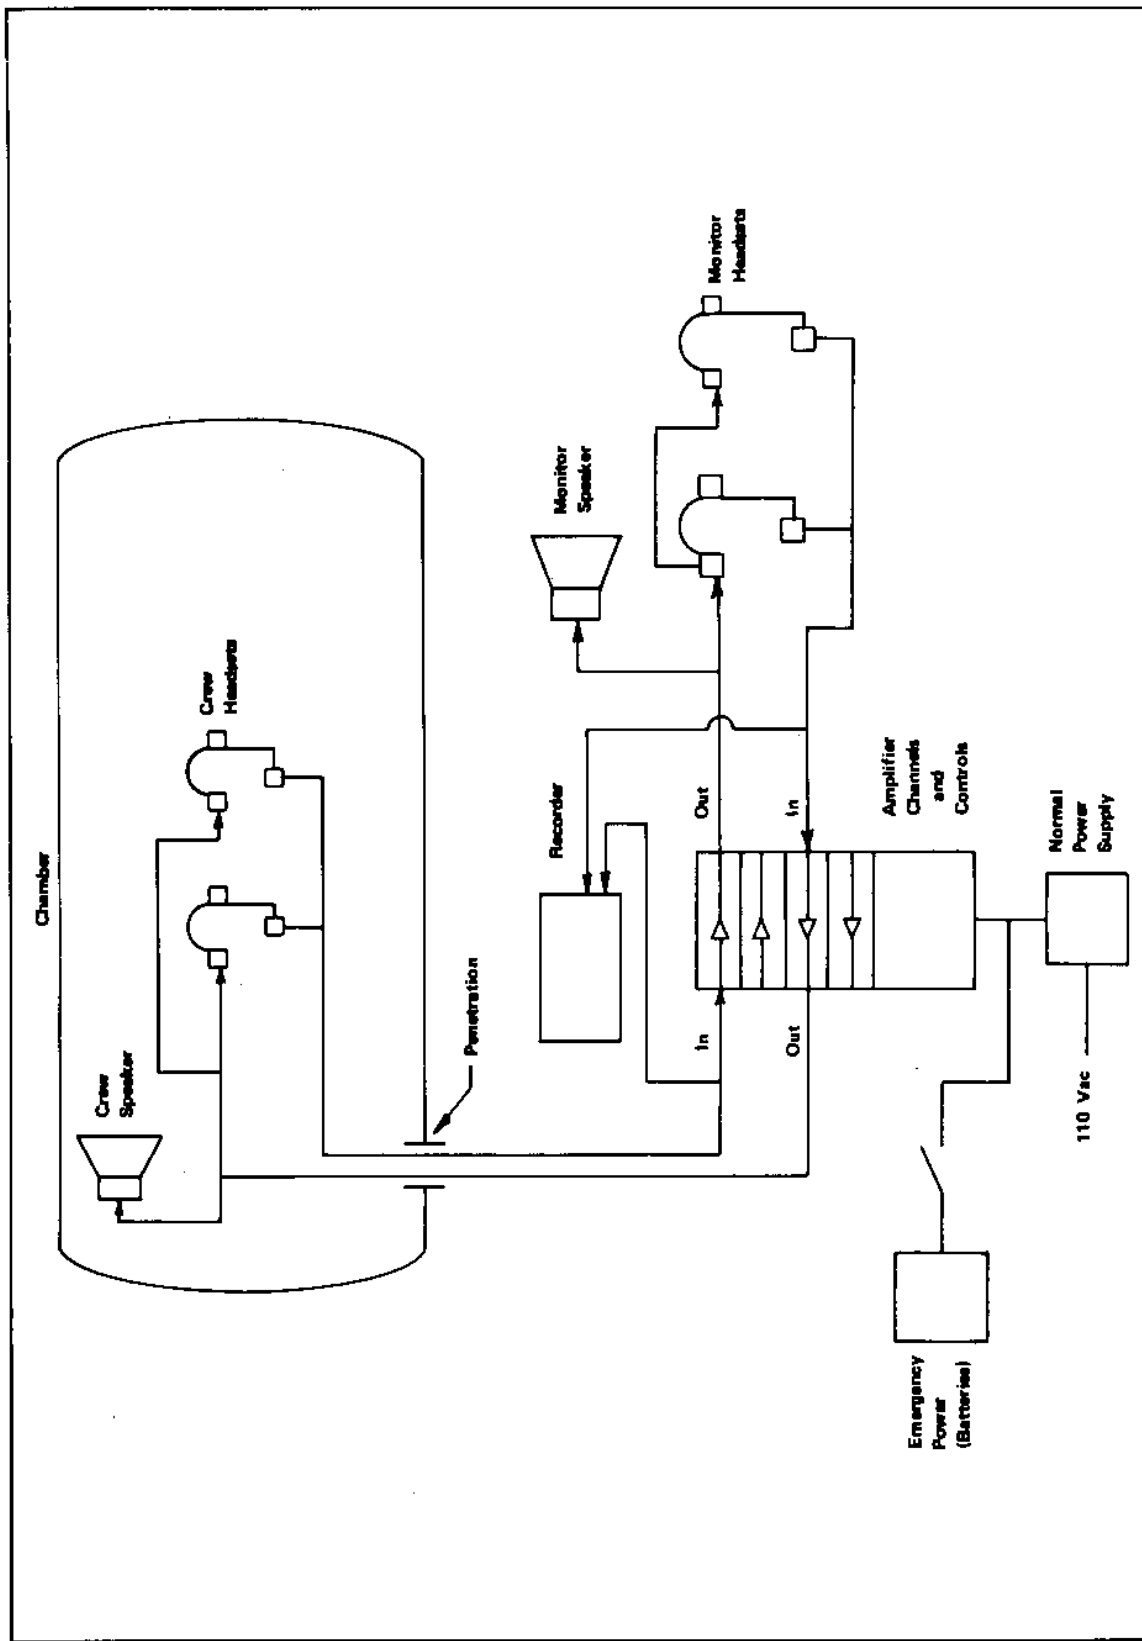 Chamber
Crew
Speaker
Crew
Headsets
Penetration
Recorder
Monitor
Speaker
Monitor
Headsets
In
Out
Out
In
Amplifier
Channels
and
Controls
Emergency
Power
(Batteries)
110 Vac
Normal
Power
Supply